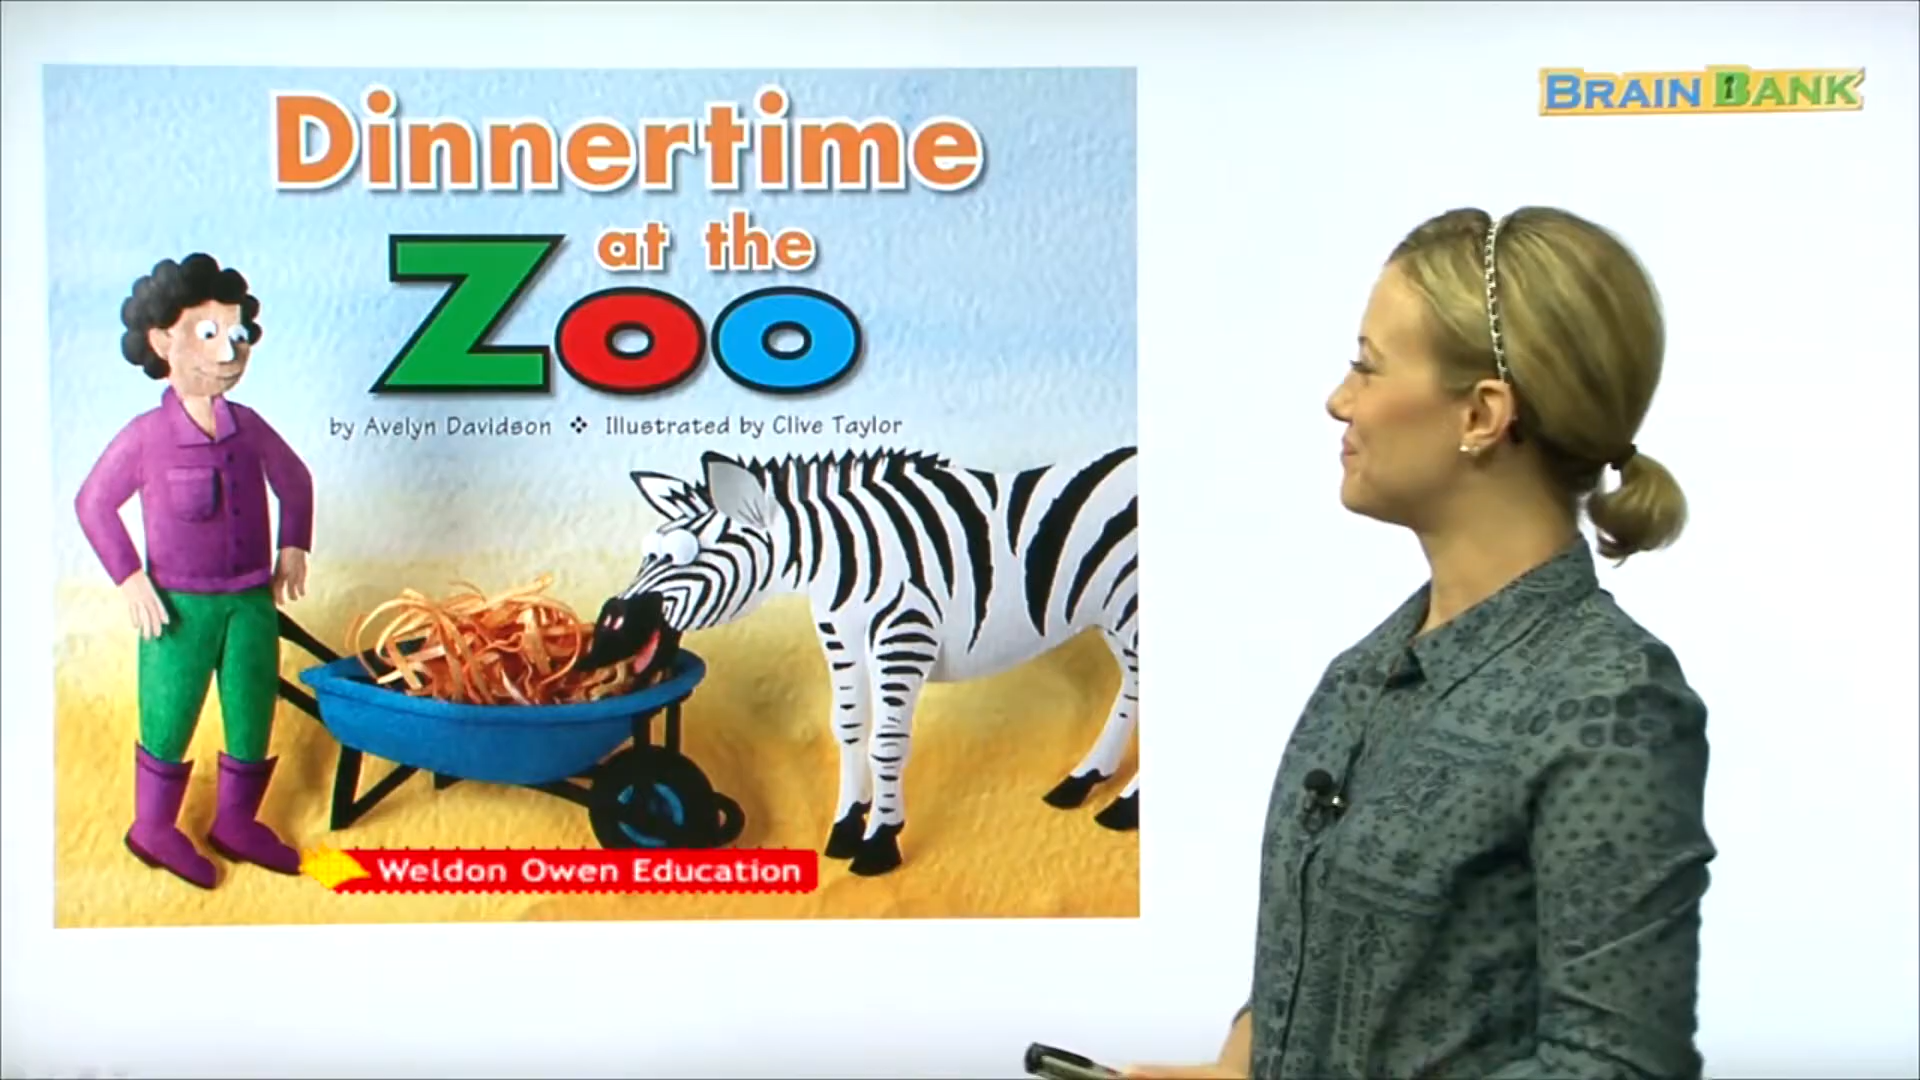 Dinnertime
at the
Zoo
by Avelyn Davidson ❖ Illustrated by Clive Taylor
Weldon Owen Education
BRAIN BANK